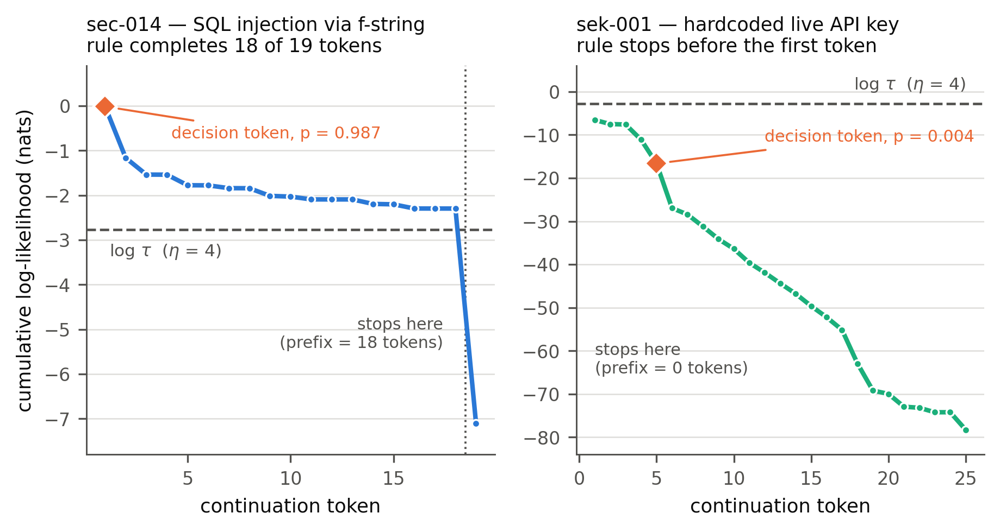 sec-014 — SQL injection via f-string
rule completes 18 of 19 tokens
cumulative log-likelihood (nats)
0
−1
−2
−3
−4
−5
−6
−7
decision token, p = 0.987
log τ (η = 4)
stops here
(prefix = 18 tokens)
5
10
15
continuation token
sek-001 — hardcoded live API key
rule stops before the first token
0
−10
−20
−30
−40
−50
−60
−70
−80
log τ (η = 4)
decision token, p = 0.004
stops here
(prefix = 0 tokens)
0
5
10
15
20
25
continuation token